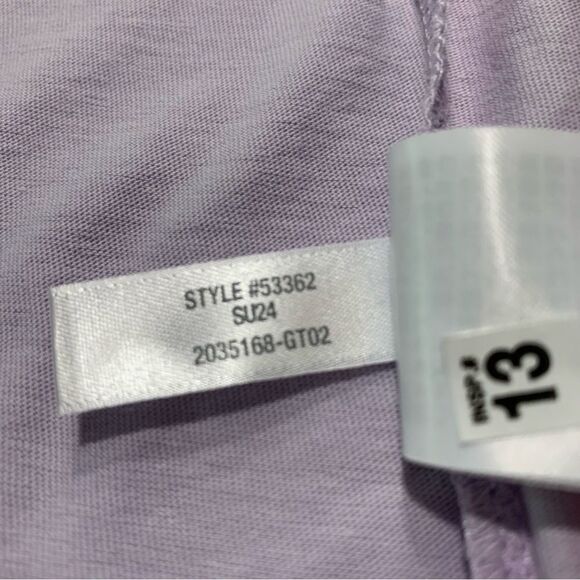 STYLE #53362
SU24
2035168-GT02
INSP.#
13